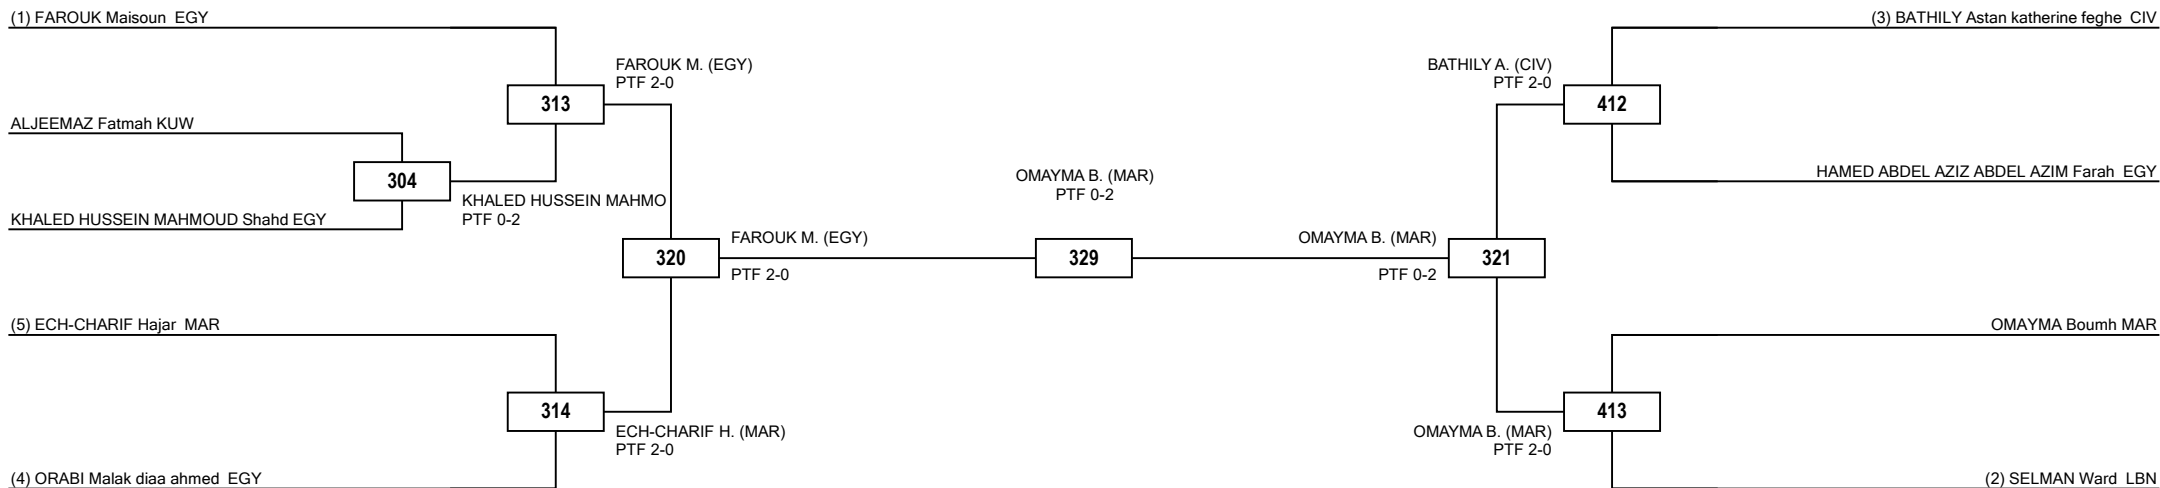 (1) FAROUK Maisoun EGY
(3) BATHILY Astan katherine feghe CIV
FAROUK M. (EGY)
PTF 2-0
BATHILY A. (CIV)
PTF 2-0
313
412
ALJEEMAZ Fatmah KUW
304
OMAYMA B. (MAR)
PTF 0-2
HAMED ABDEL AZIZ ABDEL AZIM Farah EGY
KHALED HUSSEIN MAHMO
PTF 0-2
KHALED HUSSEIN MAHMOUD Shahd EGY
FAROUK M. (EGY)
OMAYMA B. (MAR)
320
329
321
PTF 2-0
PTF 0-2
(5) ECH-CHARIF Hajar MAR
OMAYMA Boumh MAR
314
413
ECH-CHARIF H. (MAR)
PTF 2-0
OMAYMA B. (MAR)
PTF 2-0
(4) ORABI Malak diaa ahmed EGY
(2) SELMAN Ward LBN